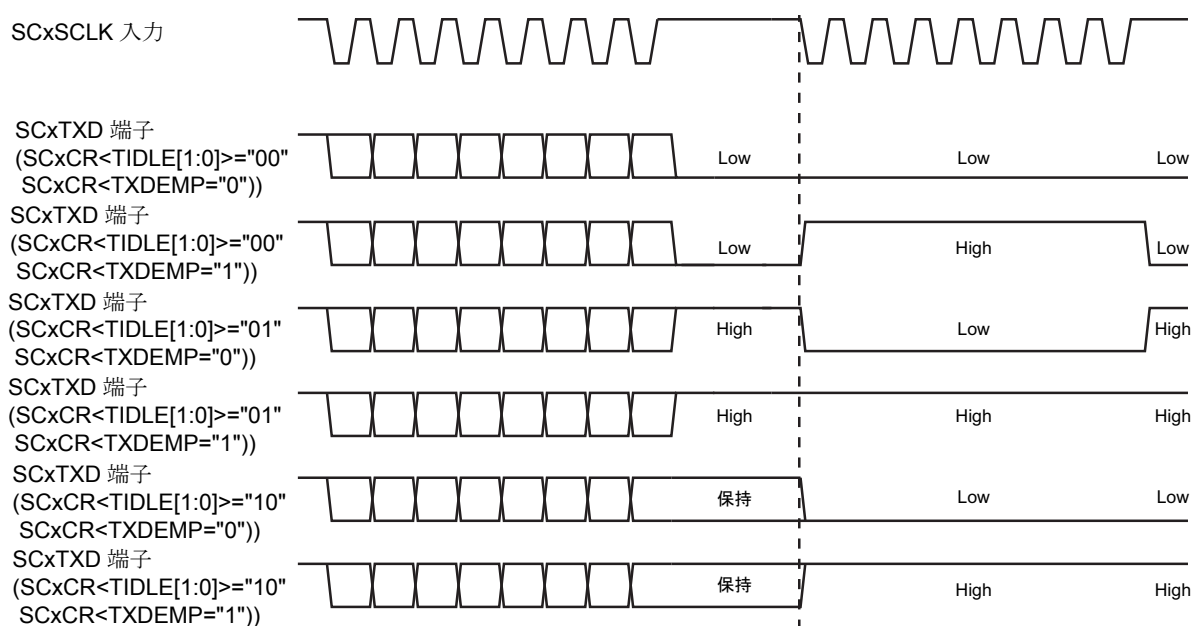 SCxSCLK 入力
SCxTXD 端子
(SCxCR<TIDLE[1:0]>="00"
SCxCR<TXDEMP="0"))
Low Low Low
SCxTXD 端子
(SCxCR<TIDLE[1:0]>="00"
SCxCR<TXDEMP="1"))
Low High Low
SCxTXD 端子
(SCxCR<TIDLE[1:0]>="01"
SCxCR<TXDEMP="0"))
High Low High
SCxTXD 端子
(SCxCR<TIDLE[1:0]>="01"
SCxCR<TXDEMP="1"))
High High High
SCxTXD 端子
(SCxCR<TIDLE[1:0]>="10"
SCxCR<TXDEMP="0"))
保持 Low Low
SCxTXD 端子
(SCxCR<TIDLE[1:0]>="10"
SCxCR<TXDEMP="1"))
保持 High High